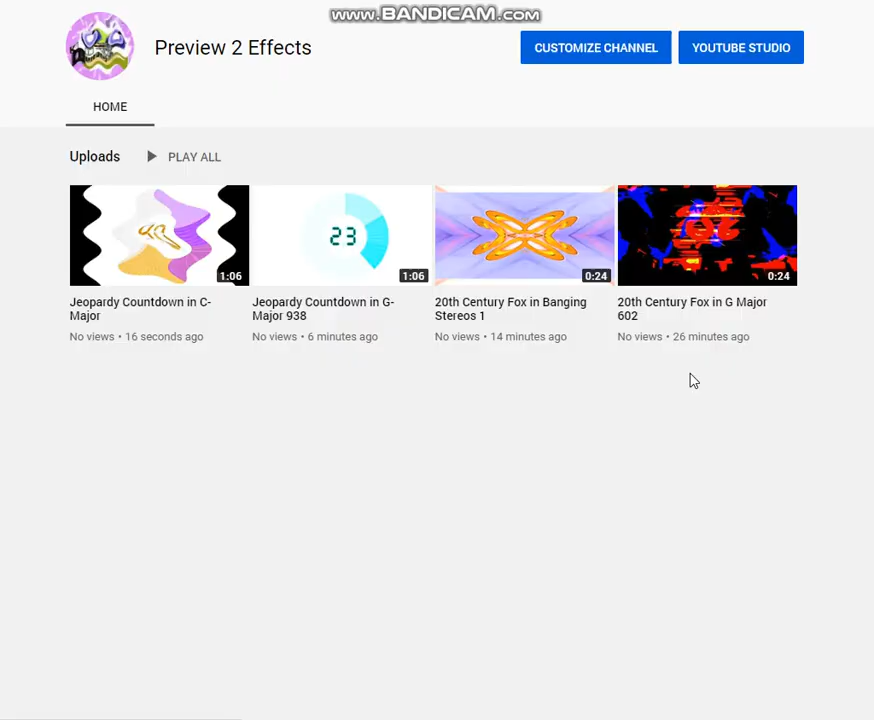 www.BANDICAM.com
Preview 2 Effects
CUSTOMIZE CHANNEL
YOUTUBE STUDIO
HOME
Uploads
PLAY ALL
23
1:06
1:06
0:24
0:24
Jeopardy Countdown in C-
Major
No views • 16 seconds ago
Jeopardy Countdown in G-
Major 938
No views • 6 minutes ago
20th Century Fox in Banging
Stereos 1
No views • 14 minutes ago
20th Century Fox in G Major
602
No views • 26 minutes ago